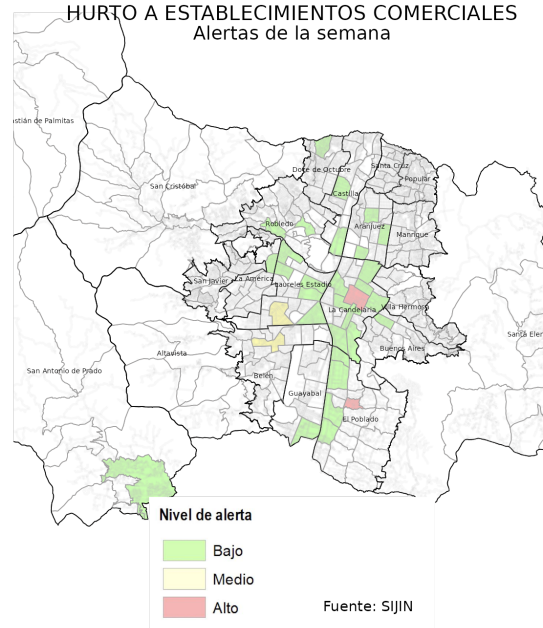 HURTO A ESTABLECIMIENTOS COMERCIALES
Alertas de la semana
Santa Cruz
Doce de Octubre
Popular
San Cristóbal
Castilla
Robledo
Aranjuez
Manrique
San Javier
La América
Laureles Estadio
La Candelaria
Villa Hermosa
Buenos Aires
Altavista
San Antonio de Prado
Belén
Guayabal
El Poblado
Nivel de alerta
Bajo
Medio
Alto
Fuente: SIJIN